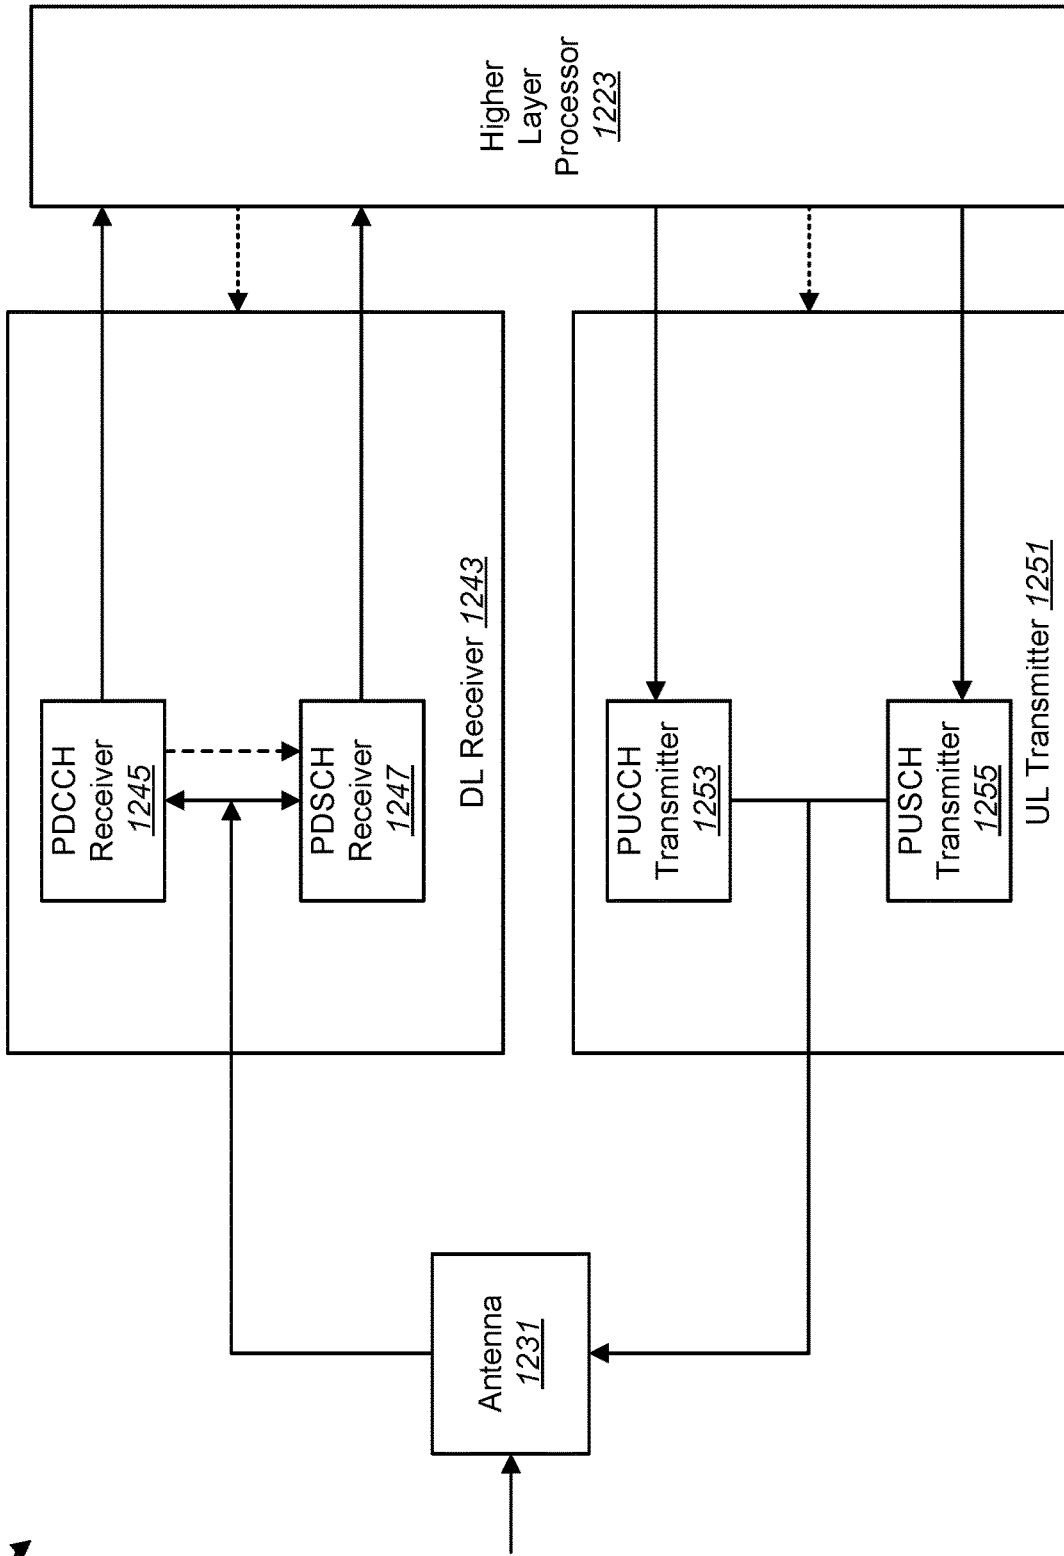 Higher
Layer
Processor
1223
PDCCH
Receiver
1245
PDSCH
Receiver
1247
DL Receiver 1243
PUCCH
Transmitter
1253
PUSCH
Transmitter
1255
UL Transmitter 1251
Antenna
1231